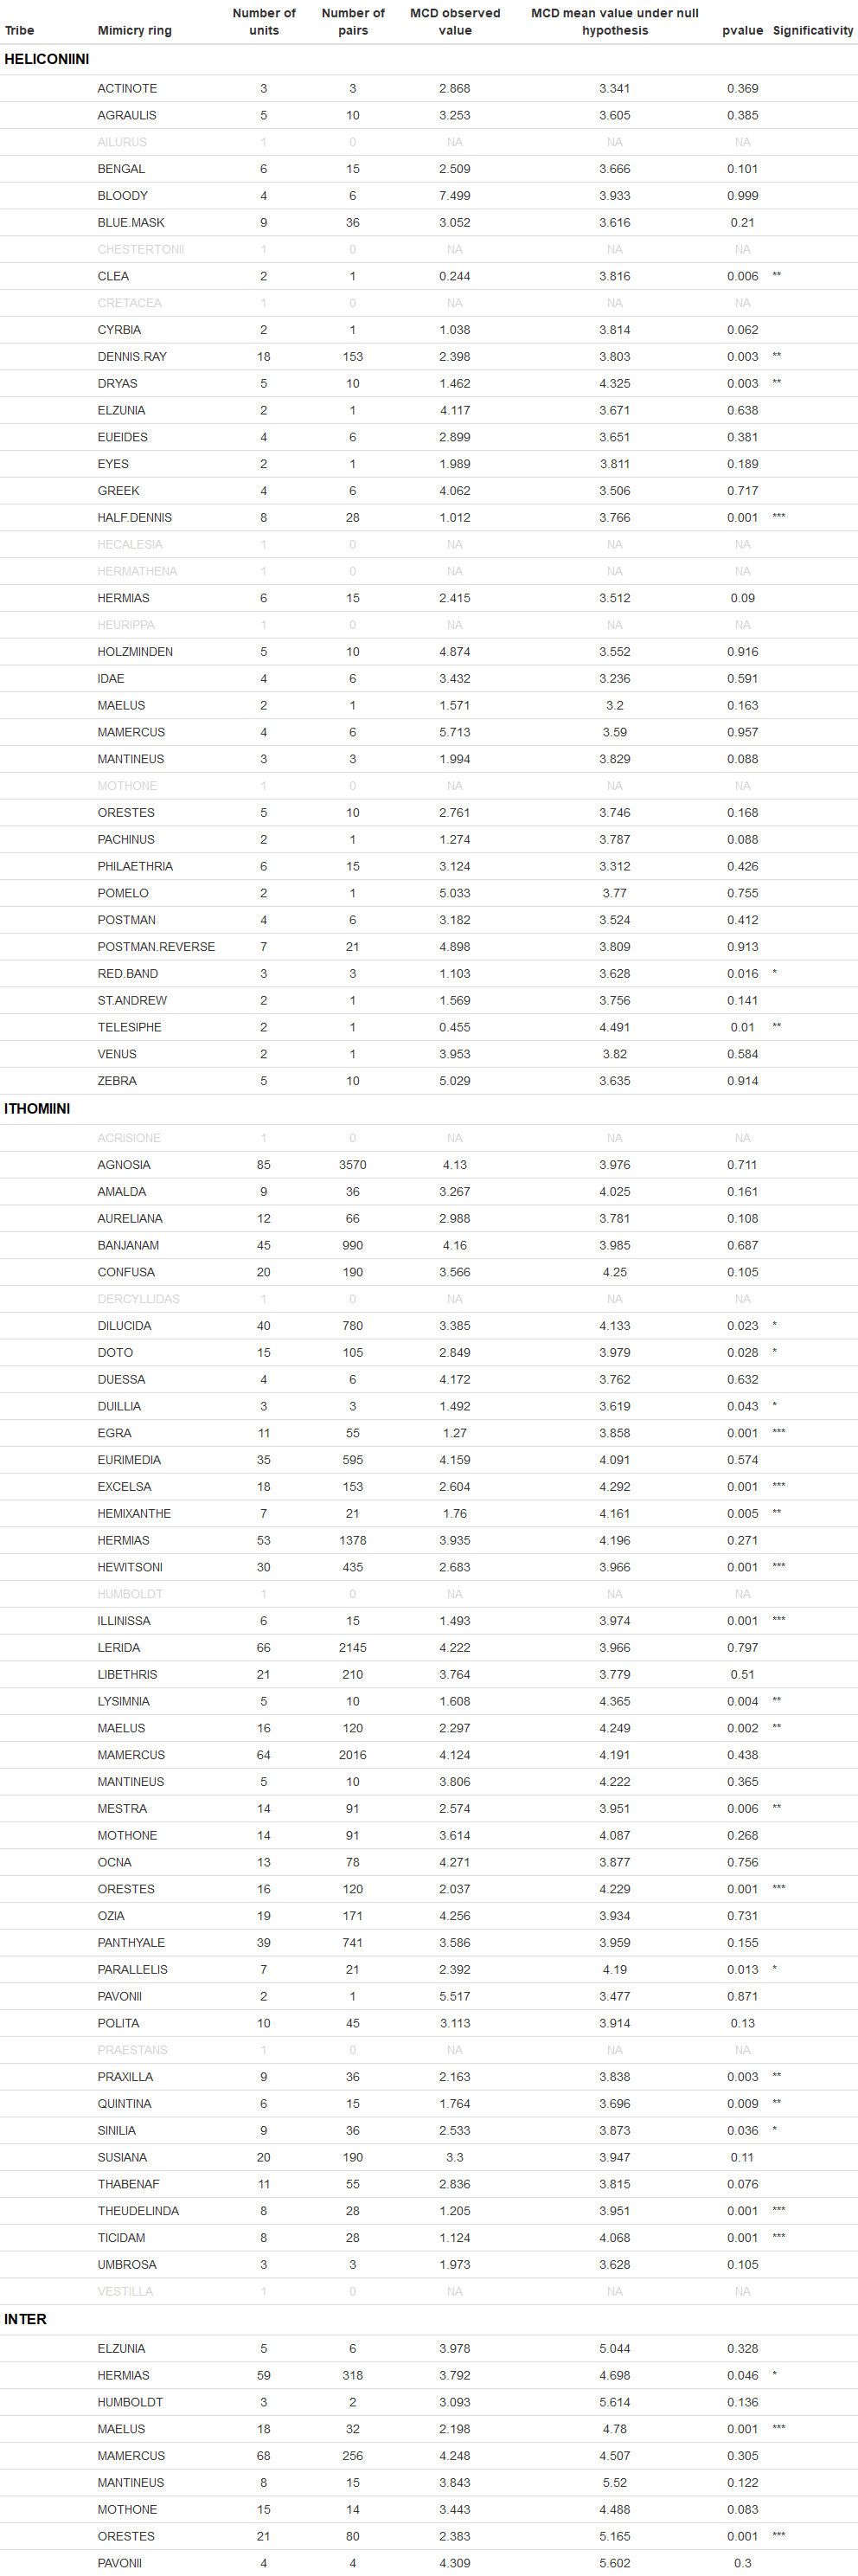 Tribe Mimicry ring Number of units Number of pairs MCD observed value MCD mean value under null hypothesis pvalue Significativity
HELICONIINI
ACTINOTE 3 3 2.868 3.341 0.369
AGRAULIS 5 10 3.253 3.605 0.385
AILURUS 1 0 NA NA NA
BENGAL 6 15 2.509 3.666 0.101
BLOODY 4 6 7.499 3.933 0.999
BLUE.MASK 9 36 3.052 3.616 0.21
CHESTERTONII 1 0 NA NA NA
CLEA 2 1 0.244 3.816 0.006 **
CRETACEA 1 0 NA NA NA
CYRBIA 2 1 1.038 3.814 0.062
DENNIS.RAY 18 153 2.398 3.803 0.003 **
DRYAS 5 10 1.462 4.325 0.003 **
ELZUNIA 2 1 4.117 3.671 0.638
EUEIDES 4 6 2.899 3.651 0.381
EYES 2 1 1.989 3.811 0.189
GREEK 4 6 4.062 3.506 0.717
HALF.DENNIS 8 28 1.012 3.766 0.001 ***
HECALESIA 1 0 NA NA NA
HERMATHENA 1 0 NA NA NA
HERMIAS 6 15 2.415 3.512 0.09
HEURIPPA 1 0 NA NA NA
HOLZMINDEN 5 10 4.874 3.552 0.916
IDAE 4 6 3.432 3.236 0.591
MAELUS 2 1 1.571 3.2 0.163
MAMERCUS 4 6 5.713 3.59 0.957
MANTINEUS 3 3 1.994 3.829 0.088
MOTHONE 1 0 NA NA NA
ORESTES 5 10 2.761 3.746 0.168
PACHINUS 2 1 1.274 3.787 0.088
PHILAETHRIA 6 15 3.124 3.312 0.426
POMELO 2 1 5.033 3.77 0.755
POSTMAN 4 6 3.182 3.524 0.412
POSTMAN.REVERSE 7 21 4.898 3.809 0.913
RED.BAND 3 3 1.103 3.628 0.016 *
ST.ANDREW 2 1 1.569 3.756 0.141
TELESIPHE 2 1 0.455 4.491 0.01 **
VENUS 2 1 3.953 3.82 0.584
ZEBRA 5 10 5.029 3.635 0.914
ITHOMIINI
ACRISIONE 1 0 NA NA NA
AGNOSIA 85 3570 4.13 3.976 0.711
AMALDA 9 36 3.267 4.025 0.161
AURELIANA 12 66 2.988 3.781 0.108
BANJANAM 45 990 4.16 3.985 0.687
CONFUSA 20 190 3.566 4.25 0.105
DERCYLLIDAS 1 0 NA NA NA
DILUCIDA 40 780 3.385 4.133 0.023 *
DOTO 15 105 2.849 3.979 0.028 *
DUESSA 4 6 4.172 3.762 0.632
DUILLIA 3 3 1.492 3.619 0.043 *
EGRA 11 55 1.27 3.858 0.001 ***
EURIMEDIA 35 595 4.159 4.091 0.574
EXCELSA 18 153 2.604 4.292 0.001 ***
HEMIXANTHE 7 21 1.76 4.161 0.005 **
HERMIAS 53 1378 3.935 4.196 0.271
HEWITSONI 30 435 2.683 3.966 0.001 ***
HUMBOLDT 1 0 NA NA NA
ILLINISSA 6 15 1.493 3.974 0.001 ***
LERIDA 66 2145 4.222 3.966 0.797
LIBETHRIS 21 210 3.764 3.779 0.51
LYSIMNIA 5 10 1.608 4.365 0.004 **
MAELUS 16 120 2.297 4.249 0.002 **
MAMERCUS 64 2016 4.124 4.191 0.438
MANTINEUS 5 10 3.806 4.222 0.365
MESTRA 14 91 2.574 3.951 0.006 **
MOTHONE 14 91 3.614 4.087 0.268
OCNA 13 78 4.271 3.877 0.756
ORESTES 16 120 2.037 4.229 0.001 ***
OZIA 19 171 4.256 3.934 0.731
PANTHYALE 39 741 3.586 3.959 0.155
PARALLELIS 7 21 2.392 4.19 0.013 *
PAVONII 2 1 5.517 3.477 0.871
POLITA 10 45 3.113 3.914 0.13
PRAESTANS 1 0 NA NA NA
PRAXILLA 9 36 2.163 3.838 0.003 **
QUINTINA 6 15 1.764 3.696 0.009 **
SINILIA 9 36 2.533 3.873 0.036 *
SUSIANA 20 190 3.3 3.947 0.11
THABENAF 11 55 2.836 3.815 0.076
THEUDELINDA 8 28 1.205 3.951 0.001 ***
TICIDAM 8 28 1.124 4.068 0.001 ***
UMBROSA 3 3 1.973 3.628 0.105
VESTILLA 1 0 NA NA NA
INTER
ELZUNIA 5 6 3.978 5.044 0.328
HERMIAS 59 318 3.792 4.698 0.046 *
HUMBOLDT 3 2 3.093 5.614 0.136
MAELUS 18 32 2.198 4.78 0.001 ***
MAMERCUS 68 256 4.248 4.507 0.305
MANTINEUS 8 15 3.843 5.52 0.122
MOTHONE 15 14 3.443 4.488 0.083
ORESTES 21 80 2.383 5.165 0.001 ***
PAVONII 4 4 4.309 5.602 0.3